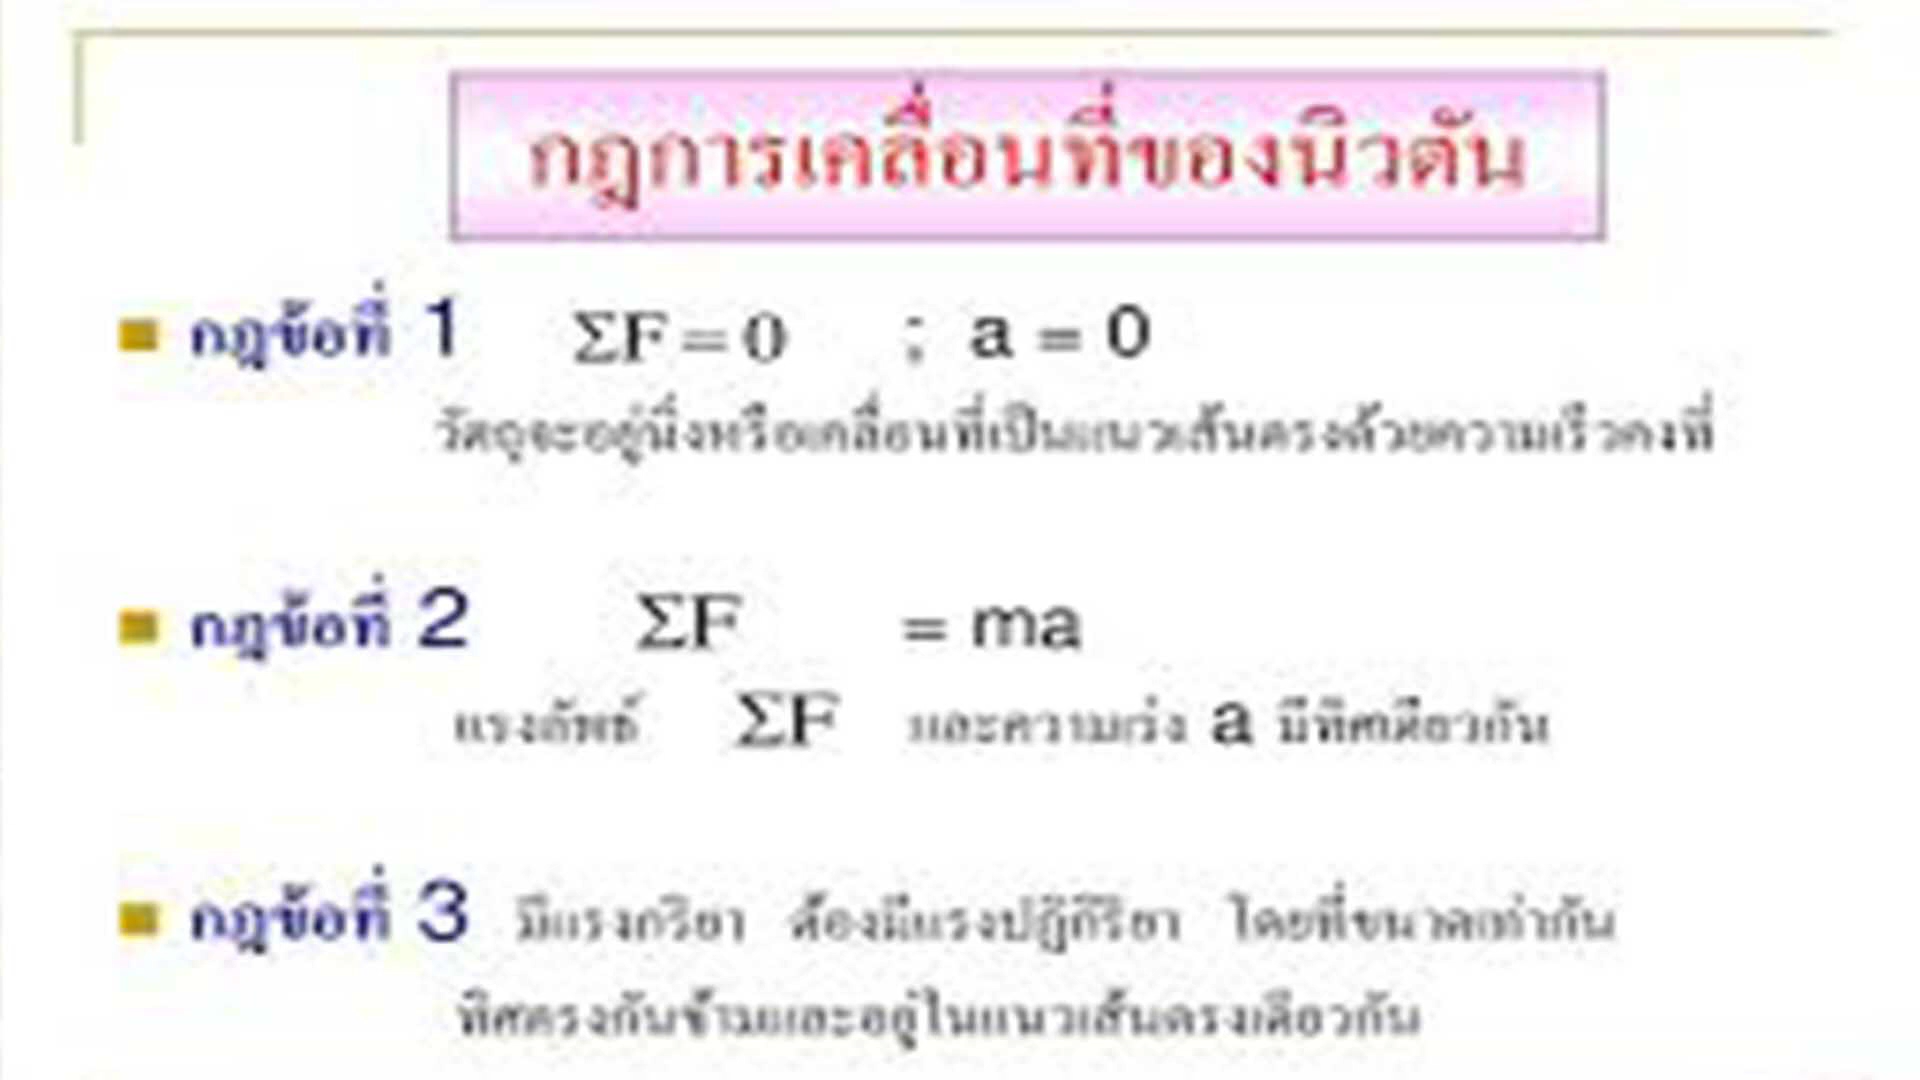 กฎการเคลื่อนที่ของนิวตัน
กฎข้อที่ 1 ΣF = 0 ; a = 0
วัตถุจะอยู่นิ่งหรือเคลื่อนที่เป็นแนวเส้นตรงด้วยความเร็วคงที่
กฎข้อที่ 2 ΣF = ma
แรงลัพธ์ ΣF และความเร่ง a มีทิศเดียวกัน
กฎข้อที่ 3 มีแรงกริยา ต้องมีแรงปฏิกิริยา โดยที่ขนาดเท่ากัน
ทิศตรงกันข้ามและอยู่ในแนวเส้นตรงเดียวกัน